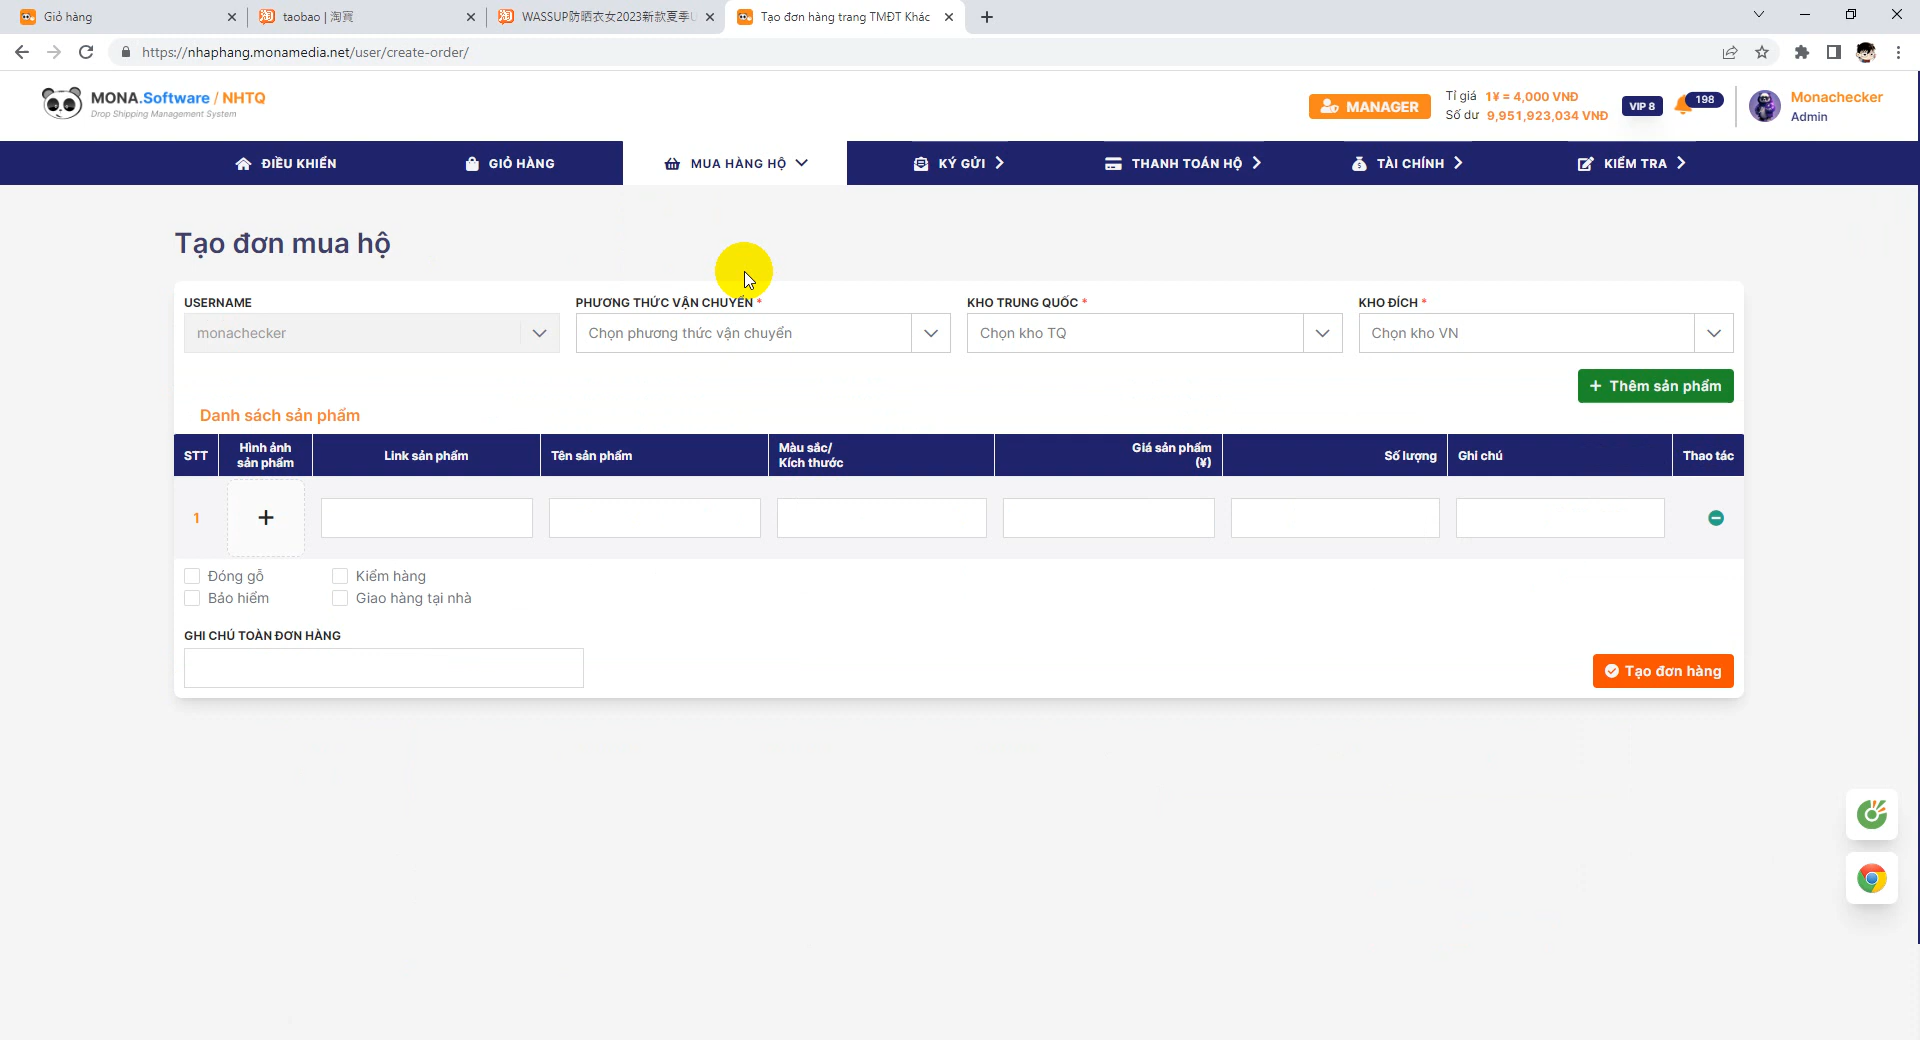 Giỏ hàng
taobao | 淘寶
WASSUP防晒衣女2023新款夏季U
Tạo đơn hàng trang TMĐT Khác
https://nhaphang.monamedia.net/user/create-order/
MONA.Software / NHTQ
Drop Shipping Management System
MANAGER
Tỉ giá 1¥ = 4,000 VNĐ
Số dư 9,951,923,034 VNĐ
VIP 8
198
Monachecker
Admin
ĐIỀU KHIỂN
GIỎ HÀNG
MUA HÀNG HỘ
KÝ GỬI
THANH TOÁN HỘ
TÀI CHÍNH
KIỂM TRA
Tạo đơn mua hộ
USERNAME
PHƯƠNG THỨC VẬN CHUYỂN *
KHO TRUNG QUỐC *
KHO ĐÍCH *
monachecker
Chọn phương thức vận chuyển
Chọn kho TQ
Chọn kho VN
+ Thêm sản phẩm
Danh sách sản phẩm
STT
Hình ảnh
sản phẩm
Link sản phẩm
Tên sản phẩm
Màu sắc/
Kích thước
Giá sản phẩm
(¥)
Số lượng
Ghi chú
Thao tác
1
+
Đóng gỗ
Kiểm hàng
Bảo hiểm
Giao hàng tại nhà
GHI CHÚ TOÀN ĐƠN HÀNG
Tạo đơn hàng